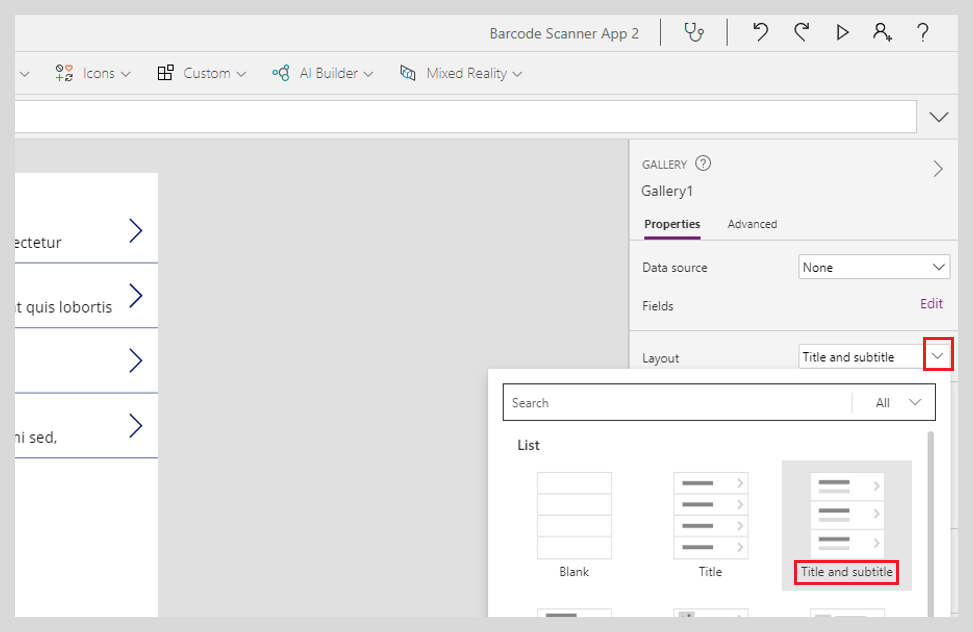 Barcode Scanner App 2
Icons
Custom
AI Builder
Mixed Reality
GALLERY
Gallery1
Properties
Advanced
Data source
None
Fields
Edit
Layout
Title and subtitle
ectetur
t quis lobortis
ni sed,
Search
All
List
Blank
Title
Title and subtitle